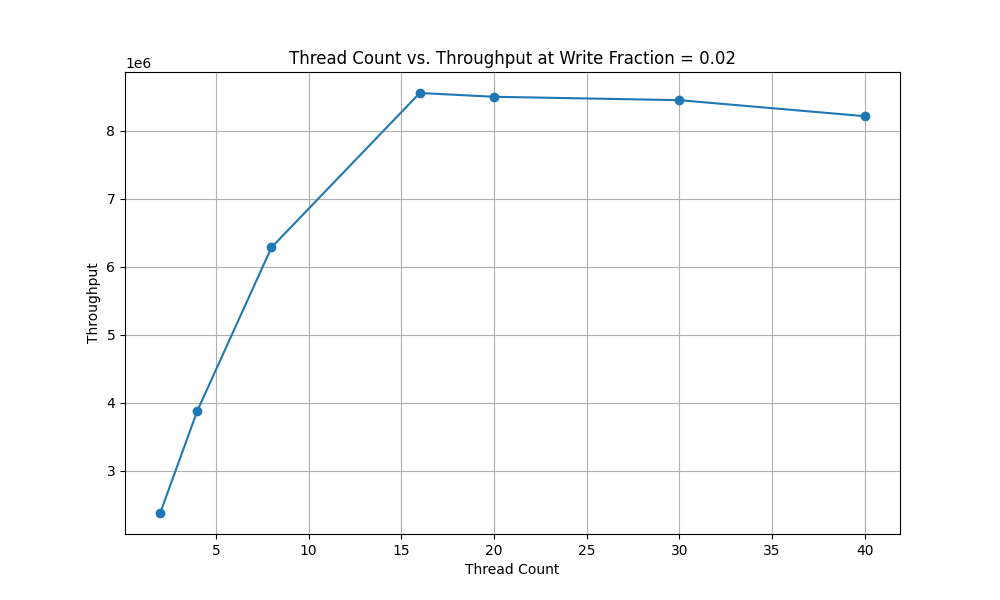 Thread Count vs. Throughput at Write Fraction = 0.02
1e6
8
7
6
5
4
3
Throughput
5 10 15 20 25 30 35 40
Thread Count